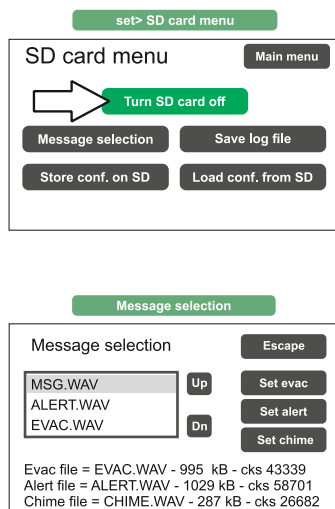 set> SD card menu
SD card menu
Main menu
Turn SD card off
Message selection
Save log file
Store conf. on SD
Load conf. from SD
Message selection
Message selection
Escape
MSG.WAV
Up
Set evac
ALERT.WAV
Set alert
EVAC.WAV
Dn
Set chime
Evac file = EVAC.WAV - 995 kB - cks 43339
Alert file = ALERT.WAV - 1029 kB - cks 58701
Chime file = CHIME.WAV - 287 kB - cks 26682